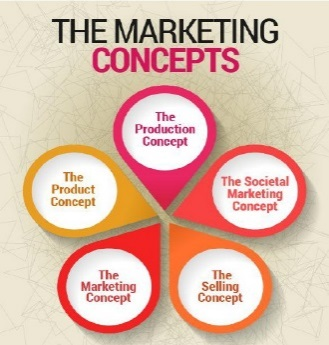 THE MARKETING
CONCEPTS
The
Production
Concept
The
Product
Concept
The Societal
Marketing
Concept
The
Marketing
Concept
The
Selling
Concept